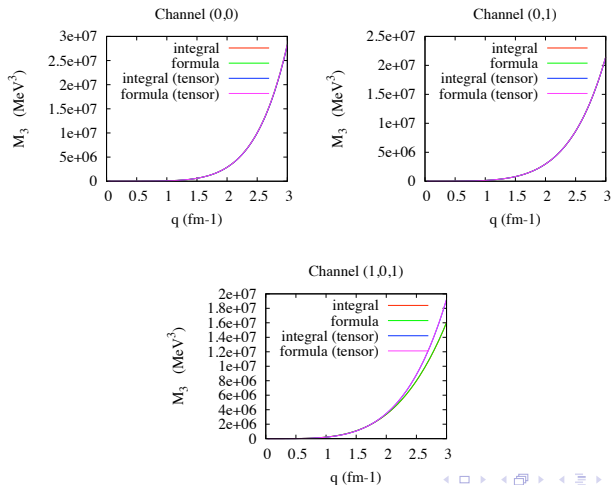 Channel (0,0)
3e+07
2.5e+07
2e+07
1.5e+07
1e+07
5e+06
0
integral
formula
integral (tensor)
formula (tensor)
M3 (MeV^3)
0 0.5 1 1.5 2 2.5 3
q (fm-1)
Channel (0,1)
2.5e+07
2e+07
1.5e+07
1e+07
5e+06
0
integral
formula
integral (tensor)
formula (tensor)
M3 (MeV^3)
0 0.5 1 1.5 2 2.5 3
q (fm-1)
Channel (1,0,1)
2e+07
1.8e+07
1.6e+07
1.4e+07
1.2e+07
1e+07
8e+06
6e+06
4e+06
2e+06
0
integral
formula
integral (tensor)
formula (tensor)
M3 (MeV^3)
0 0.5 1 1.5 2 2.5 3
q (fm-1)